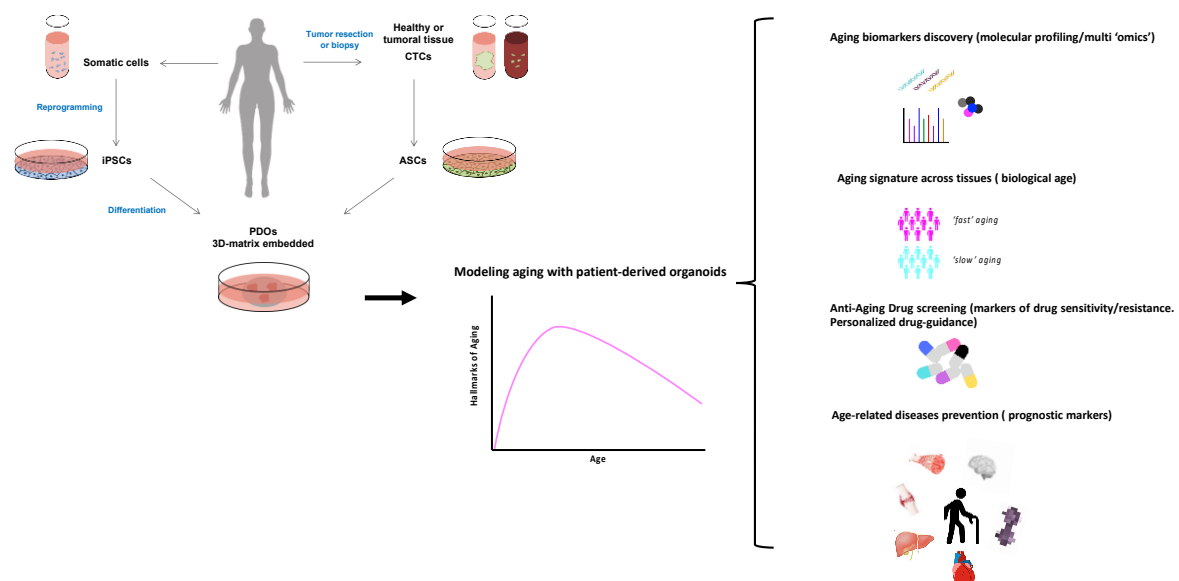 Tumor resection
or biopsy
Healthy or
tumoral tissue
CTCs
Somatic cells
Reprogramming
iPSCs
ASCs
Differentiation
PDOs
3D-matrix embedded
Modeling aging with patient-derived organoids
Hallmarks of Aging
Age
Aging biomarkers discovery (molecular profiling/multi ‘omics’)
Aging signature across tissues ( biological age)
‘fast’ aging
‘slow’ aging
Anti-Aging Drug screening (markers of drug sensitivity/resistance.
Personalized drug-guidance)
Age-related diseases prevention ( prognostic markers)